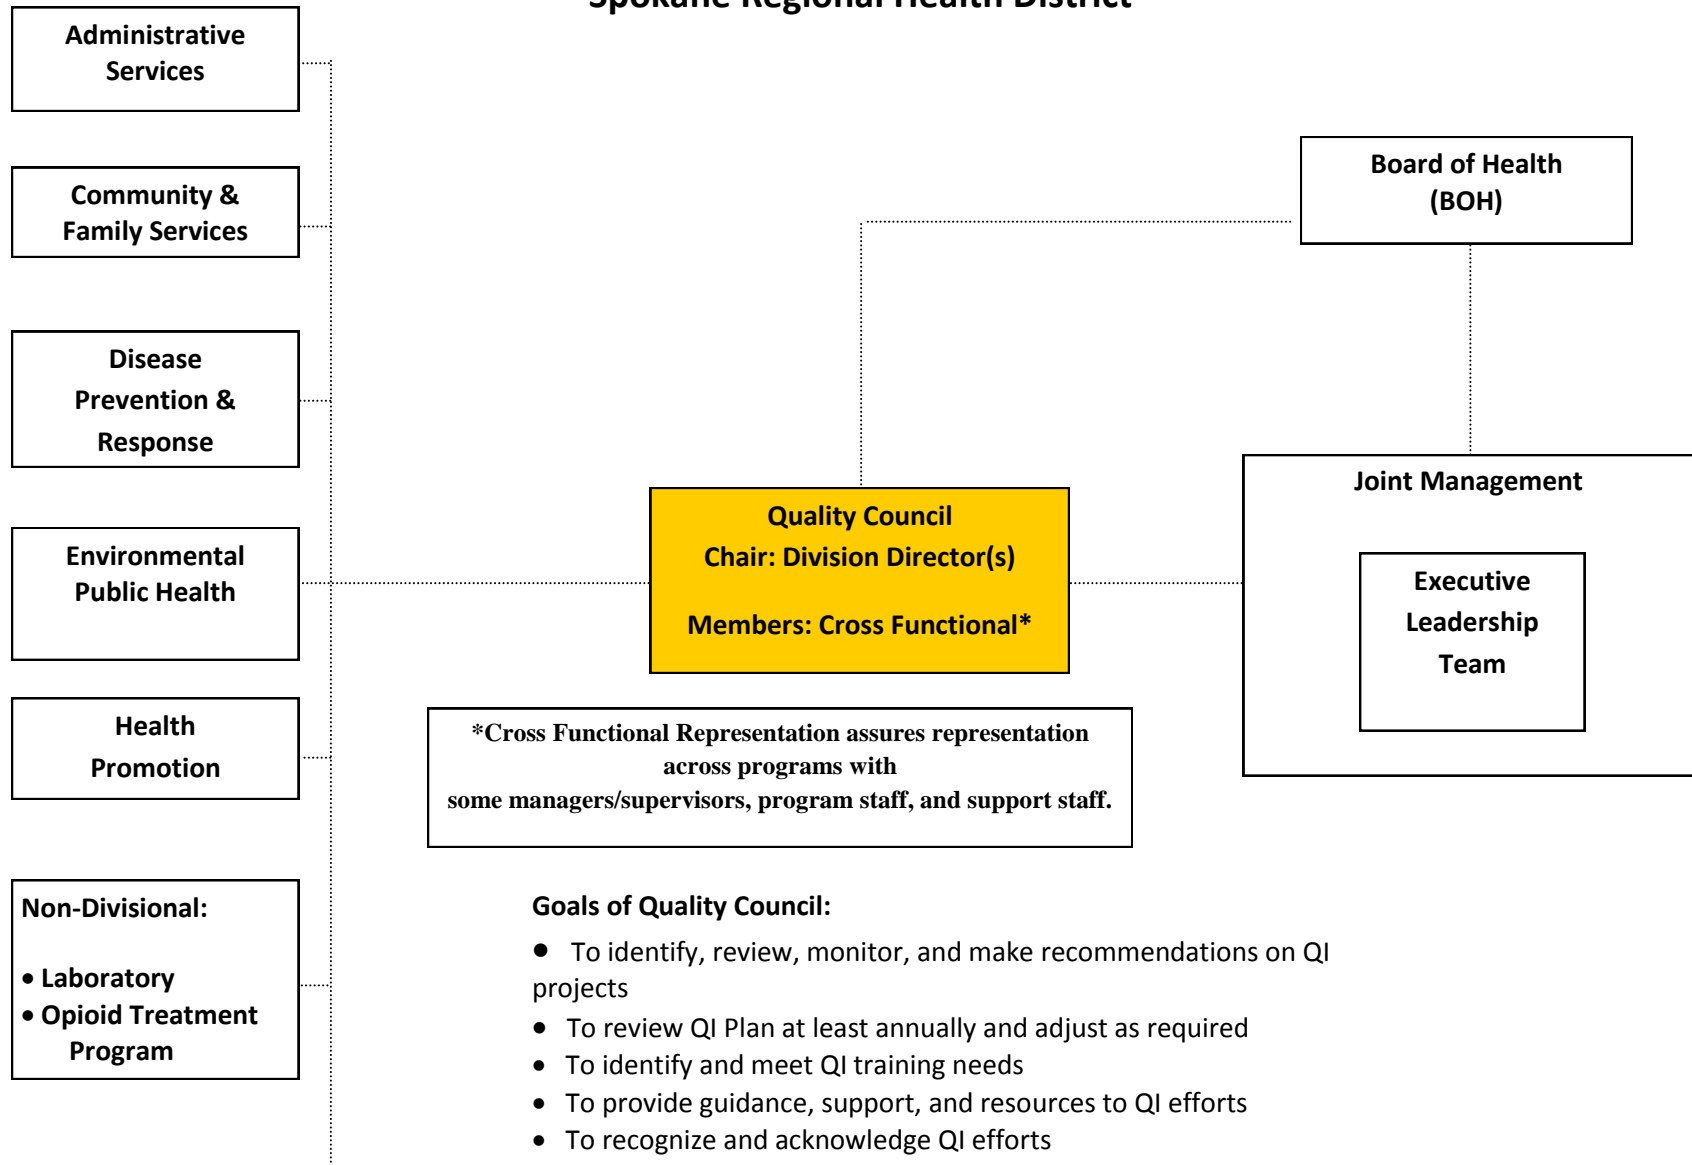 Spokane Regional Health District
Administrative
Services
Community &
Family Services
Disease
Prevention &
Response
Environmental
Public Health
Health
Promotion
Non-Divisional:
• Laboratory
• Opioid Treatment
Program
Board of Health
(BOH)
Quality Council
Chair: Division Director(s)
Members: Cross Functional*
Joint Management
Executive
Leadership
Team
*Cross Functional Representation assures representation
across programs with
some managers/supervisors, program staff, and support staff.
Goals of Quality Council:
• To identify, review, monitor, and make recommendations on QI
projects
• To review QI Plan at least annually and adjust as required
• To identify and meet QI training needs
• To provide guidance, support, and resources to QI efforts
• To recognize and acknowledge QI efforts